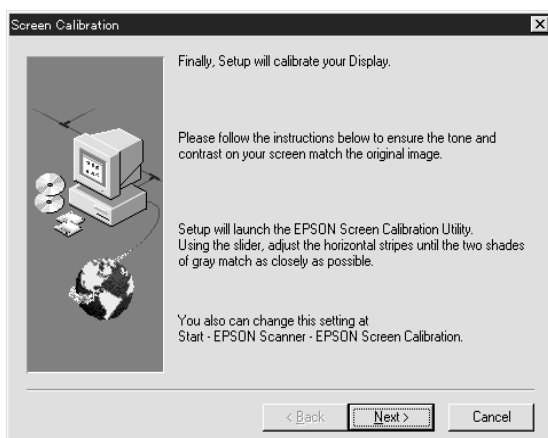 Screen Calibration
Finally, Setup will calibrate your Display.
Please follow the instructions below to ensure the tone and
contrast on your screen match the original image.
Setup will launch the EPSON Screen Calibration Utility.
Using the slider, adjust the horizontal stripes until the two shades
of gray match as closely as possible.
You also can change this setting at
Start - EPSON Scanner - EPSON Screen Calibration.
< Back Next > Cancel